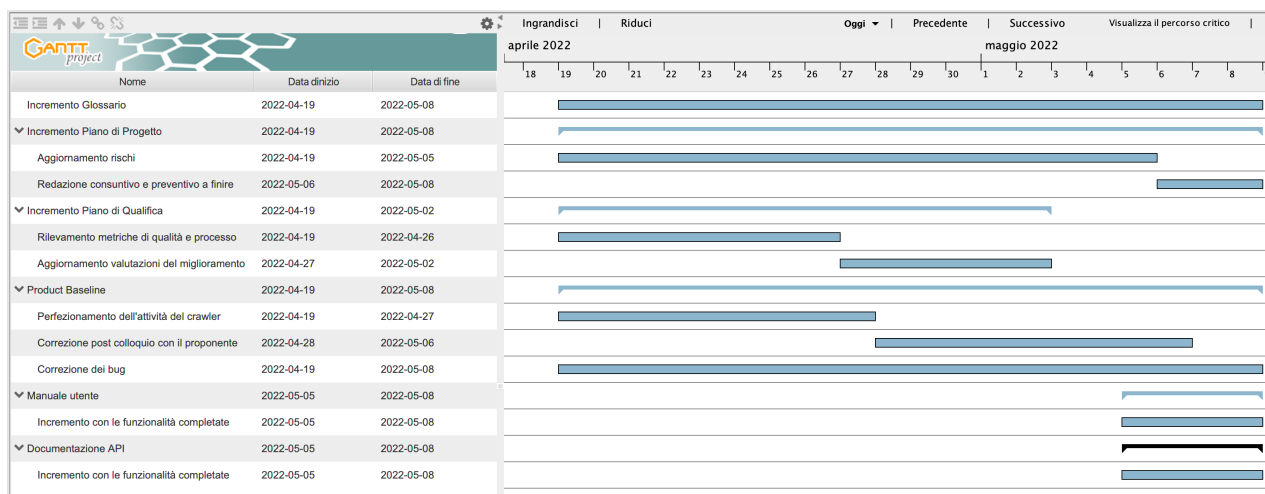 Ingrandisci | Riduci Oggi | Precedente | Successivo Visualizza il percorso critico |
GANTT project
aprile 2022 maggio 2022
Nome Data dinizio Data di fine
18 19 20 21 22 23 24 25 26 27 28 29 30 1 2 3 4 5 6 7 8
Incremento Glossario 2022-04-19 2022-05-08
Incremento Piano di Progetto 2022-04-19 2022-05-08
Aggiornamento rischi 2022-04-19 2022-05-05
Redazione consuntivo e preventivo a finire 2022-05-06 2022-05-08
Incremento Piano di Qualifica 2022-04-19 2022-05-02
Rilevamento metriche di qualità e processo 2022-04-19 2022-04-26
Aggiornamento valutazioni del miglioramento 2022-04-27 2022-05-02
Product Baseline 2022-04-19 2022-05-08
Perfezionamento dell'attività del crawler 2022-04-19 2022-04-27
Correzione post colloquio con il proponente 2022-04-28 2022-05-06
Correzione dei bug 2022-04-19 2022-05-08
Manuale utente 2022-05-05 2022-05-08
Incremento con le funzionalità completate 2022-05-05 2022-05-08
Documentazione API 2022-05-05 2022-05-08
Incremento con le funzionalità completate 2022-05-05 2022-05-08